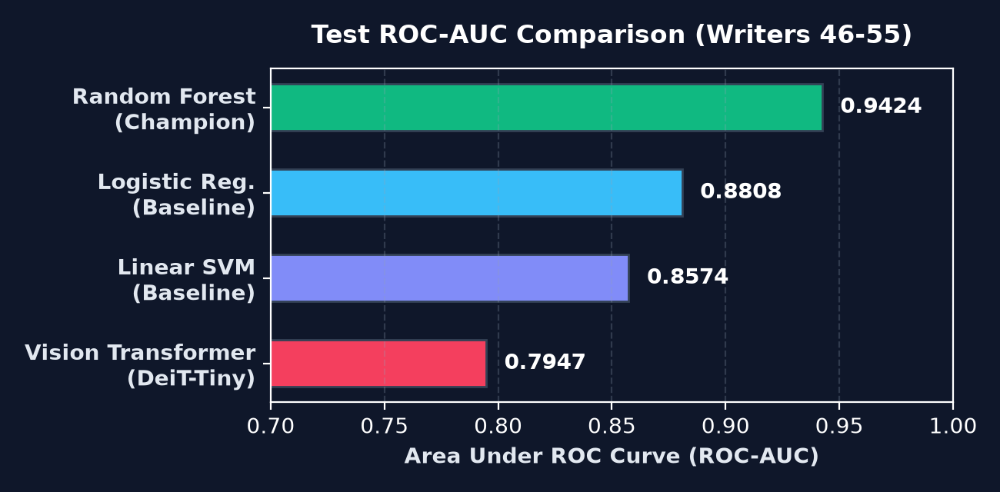 Test ROC-AUC Comparison (Writers 46-55)
Random Forest
(Champion)
0.9424
Logistic Reg.
(Baseline)
0.8808
Linear SVM
(Baseline)
0.8574
Vision Transformer
(DeiT-Tiny)
0.7947
0.70 0.75 0.80 0.85 0.90 0.95 1.00
Area Under ROC Curve (ROC-AUC)